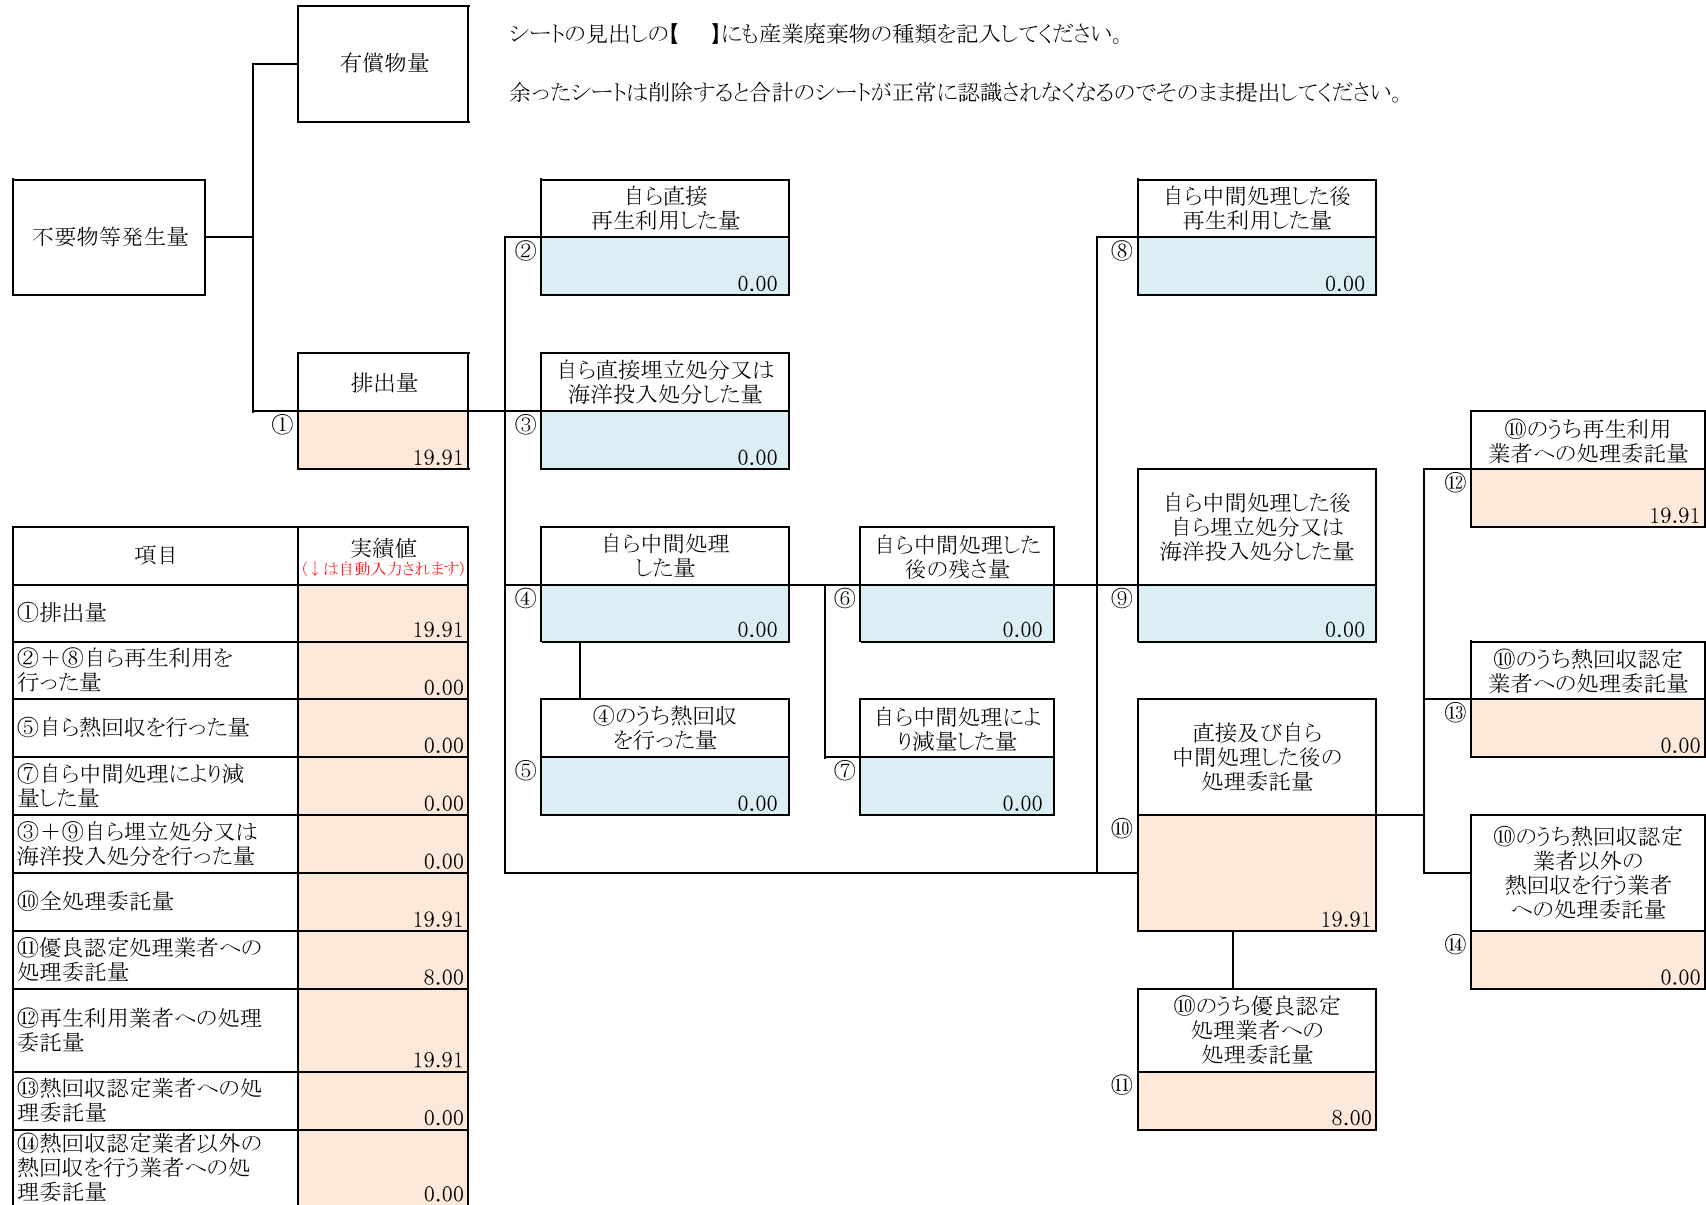 シートの見出しの【　】にも産業廃棄物の種類を記入してください。
余ったシートは削除すると合計のシートが正常に認識されなくなるのでそのまま提出してください。
有償物量
不要物等発生量
排出量
①
19.91
自ら直接
再生利用した量
②
0.00
自ら直接埋立処分又は
海洋投入処分した量
③
0.00
自ら中間処理
した量
④
0.00
④のうち熱回収
を行った量
⑤
0.00
自ら中間処理した
後の残さ量
⑥
0.00
自ら中間処理によ
り減量した量
⑦
0.00
自ら中間処理した後
再生利用した量
⑧
0.00
自ら中間処理した後
自ら埋立処分又は
海洋投入処分した量
⑨
0.00
直接及び自ら
中間処理した後の
処理委託量
⑩
19.91
⑩のうち優良認定
処理業者への
処理委託量
⑪
8.00
⑩のうち再生利用
業者への処理委託量
⑫
19.91
⑩のうち熱回収認定
業者への処理委託量
⑬
0.00
⑩のうち熱回収認定
業者以外の
熱回収を行う業者
への処理委託量
⑭
0.00
項目
実績値
(↓は自動入力されます)
①排出量
19.91
②＋⑧自ら再生利用を
行った量
0.00
⑤自ら熱回収を行った量
0.00
⑦自ら中間処理により減
量した量
0.00
③＋⑨自ら埋立処分又は
海洋投入処分を行った量
0.00
⑩全処理委託量
19.91
⑪優良認定処理業者への
処理委託量
8.00
⑫再生利用業者への処理
委託量
19.91
⑬熱回収認定業者への処
理委託量
0.00
⑭熱回収認定業者以外の
熱回収を行う業者への処
理委託量
0.00